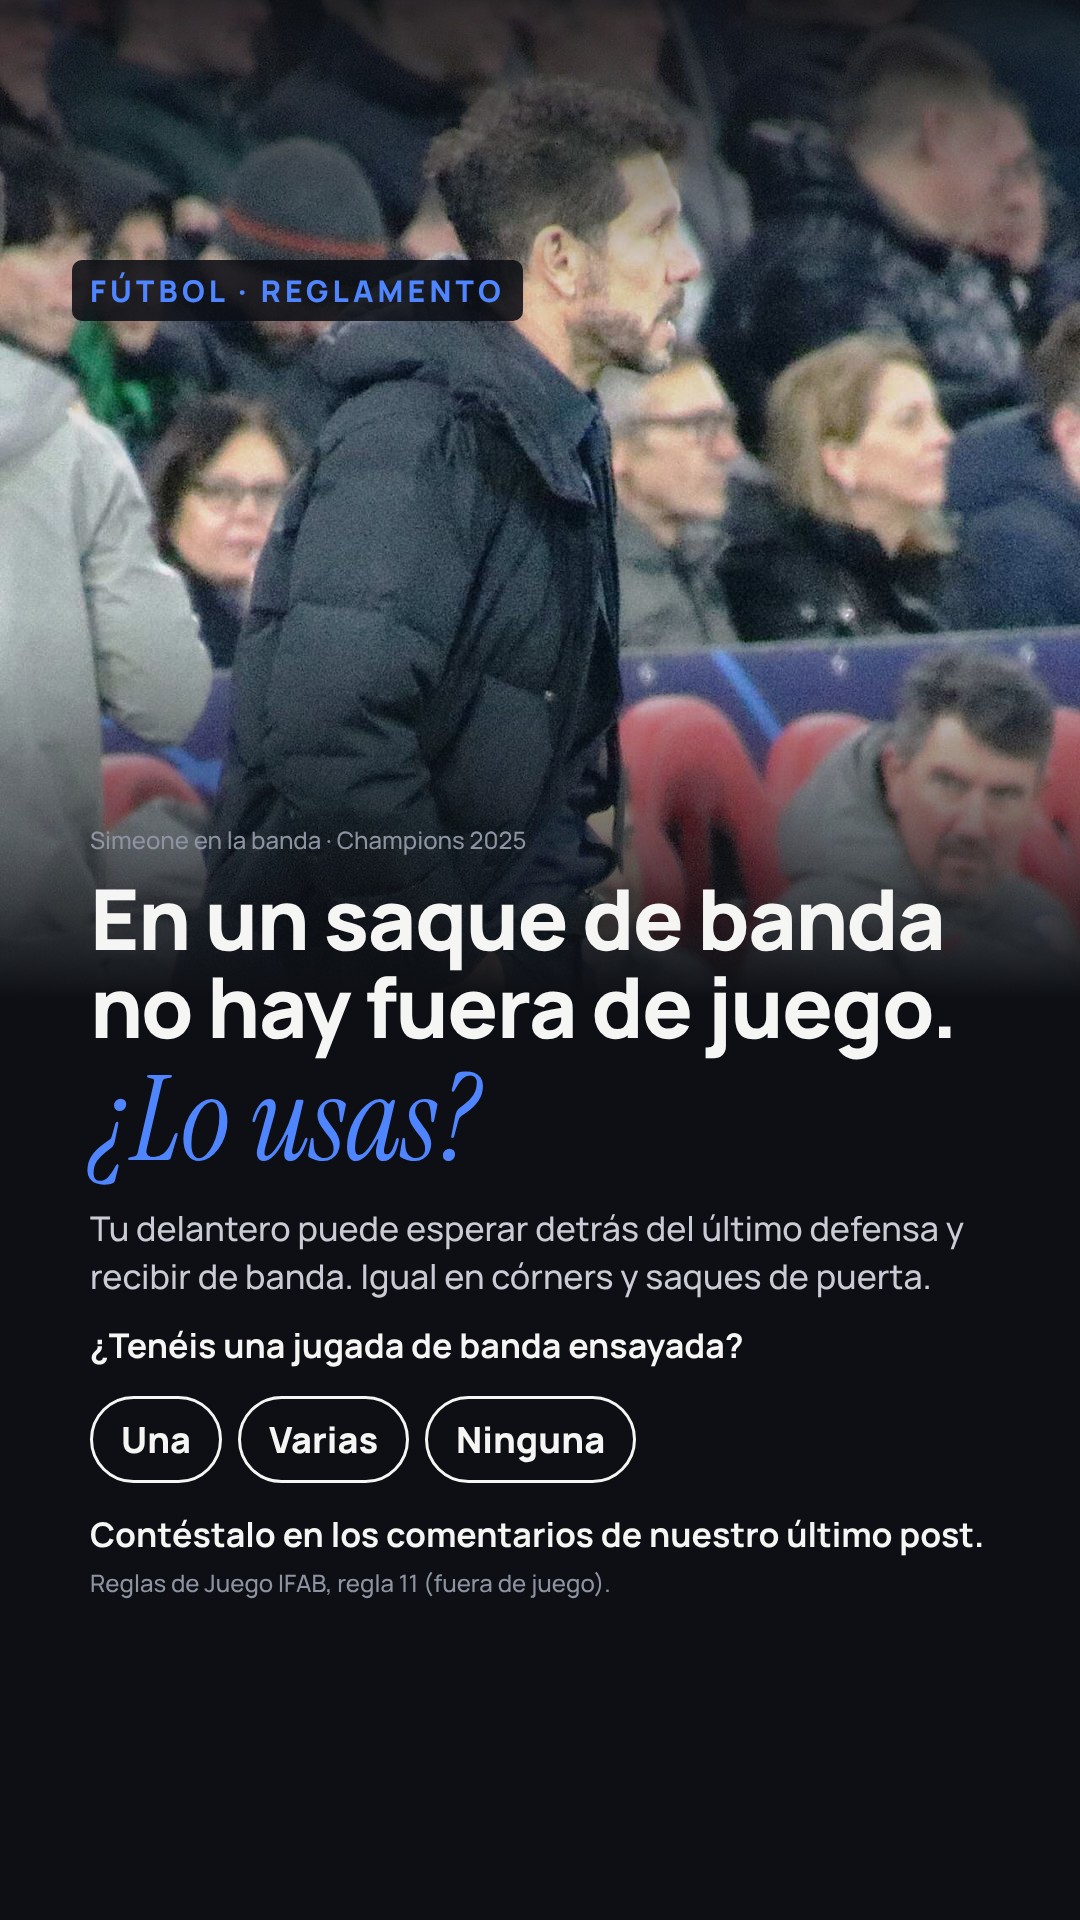 FÚTBOL · REGLAMENTO
Simeone en la banda · Champions 2025
En un saque de banda
no hay fuera de juego.
¿Lo usas?
Tu delantero puede esperar detrás del último defensa y
recibir de banda. Igual en córners y saques de puerta.
¿Tenéis una jugada de banda ensayada?
Una
Varias
Ninguna
Contéstalo en los comentarios de nuestro último post.
Reglas de Juego IFAB, regla 11 (fuera de juego).